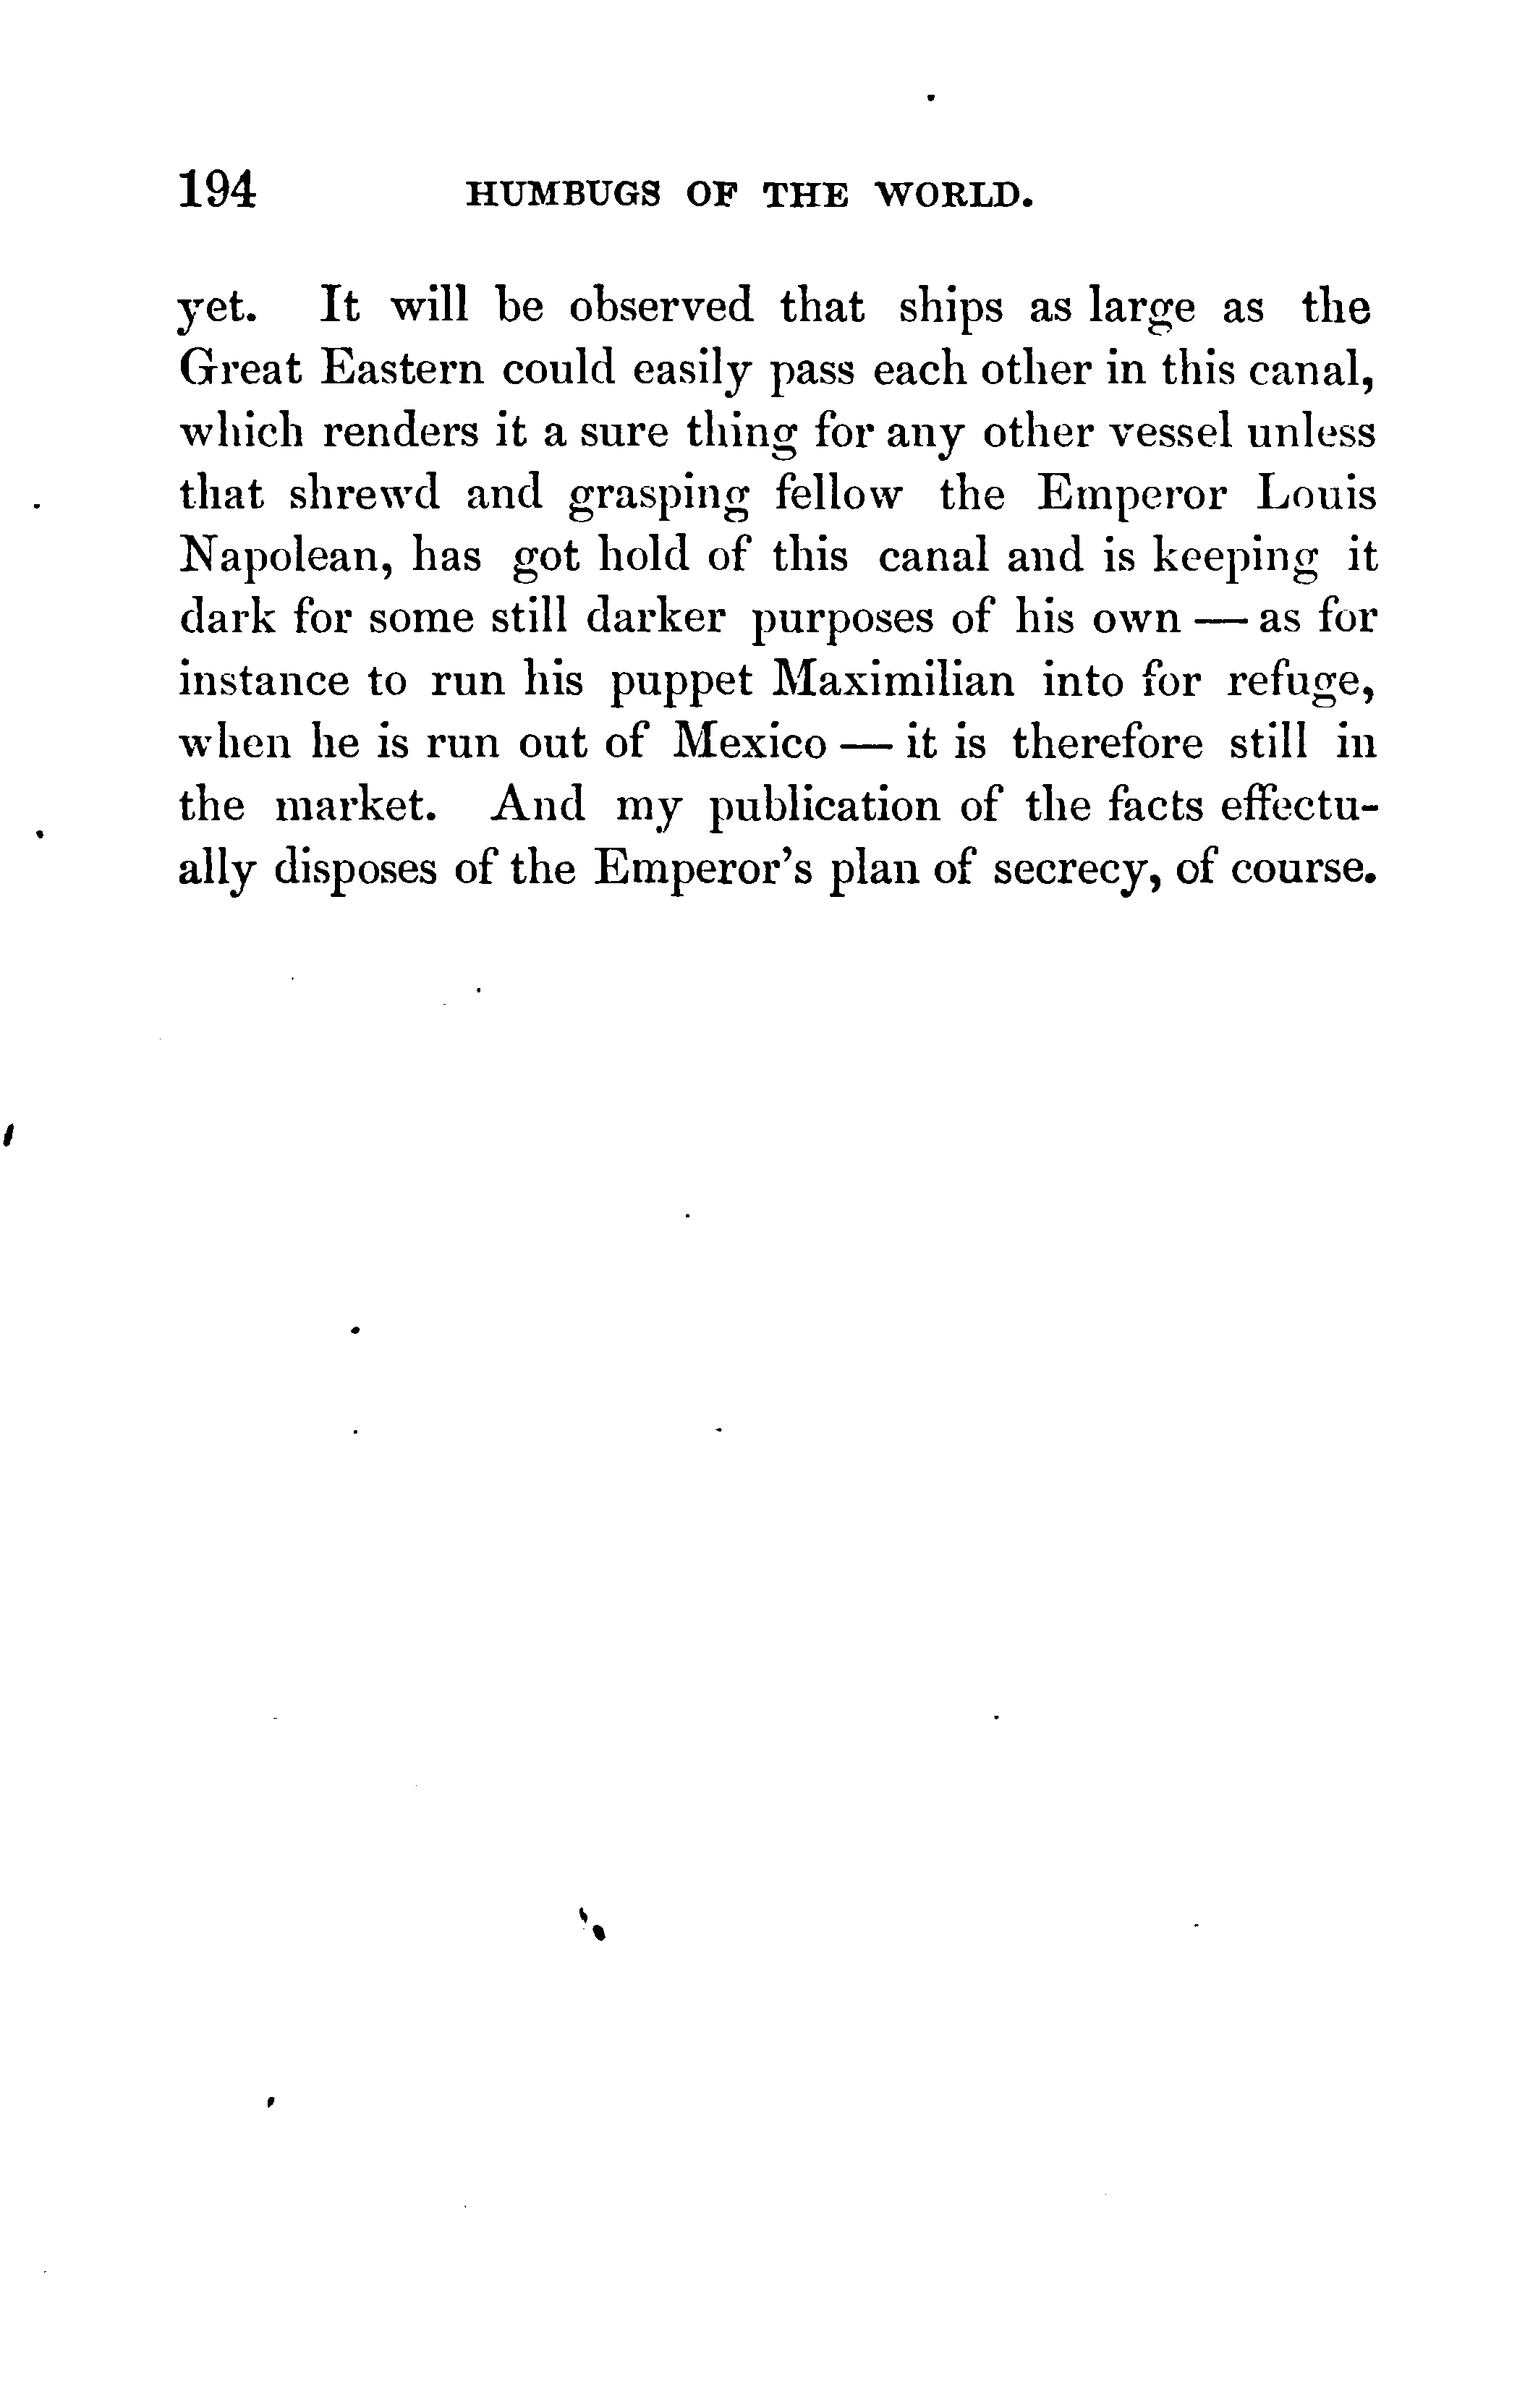 194 HUMBUGS OF THE WORLD.
yet. It will be observed that ships as large as the
Great Eastern could easily pass each other in this canal,
which renders it a sure thing for any other vessel unless
that shrewd and grasping fellow the Emperor Louis
Napolean, has got hold of this canal and is keeping it
dark for some still darker purposes of his own — as for
instance to run his puppet Maximilian into for refuge,
when he is run out of Mexico — it is therefore still in
the market. And my publication of the facts effectu-
ally disposes of the Emperor's plan of secrecy, of course.